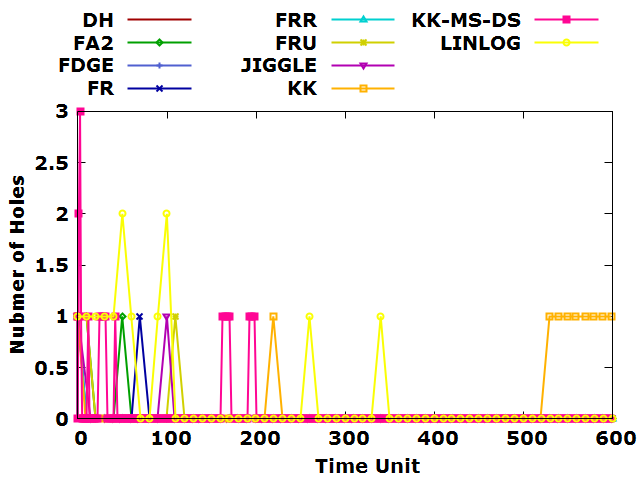 DH FRR KK-MS-DS
FA2 FRU LINLOG
FDGE JIGGLE
FR KK
3
2.5
2
1.5
1
0.5
0
0 100 200 300 400 500 600
Nubmer of Holes
Time Unit